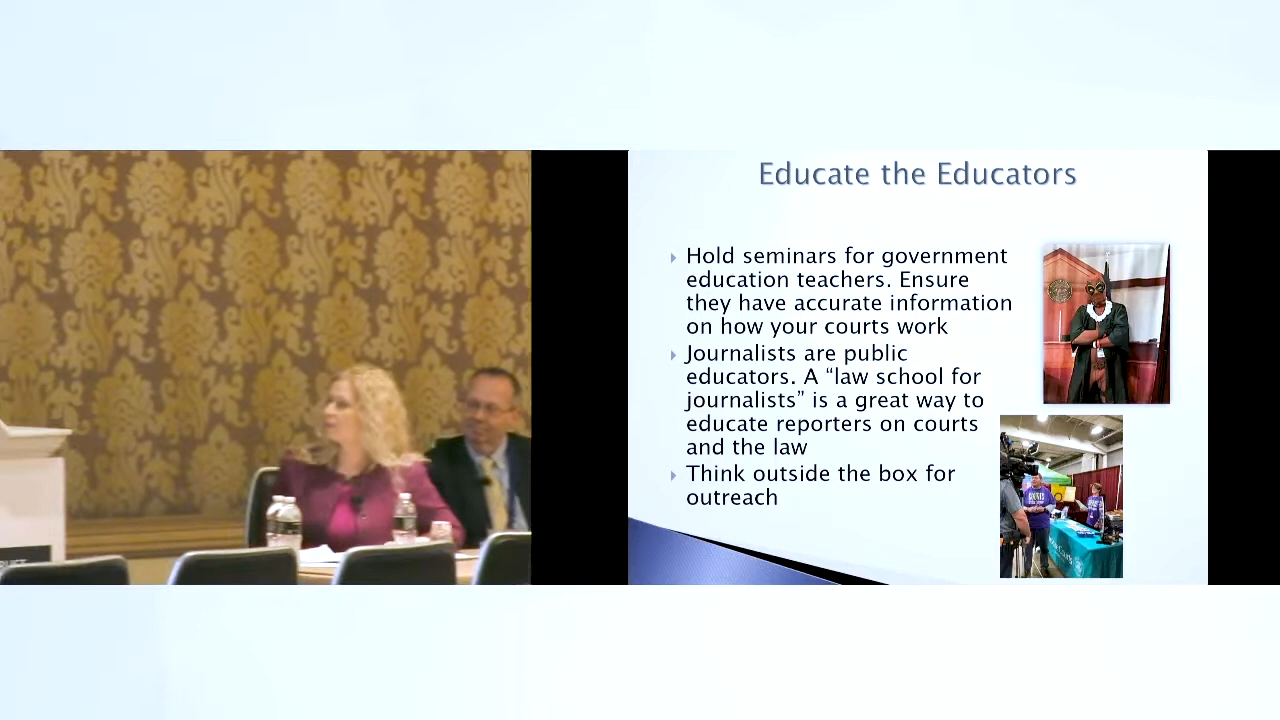 Educate the Educators
Hold seminars for government
education teachers. Ensure
they have accurate information
on how your courts work
Journalists are public
educators. A “law school for
journalists” is a great way to
educate reporters on courts
and the law
Think outside the box for
outreach